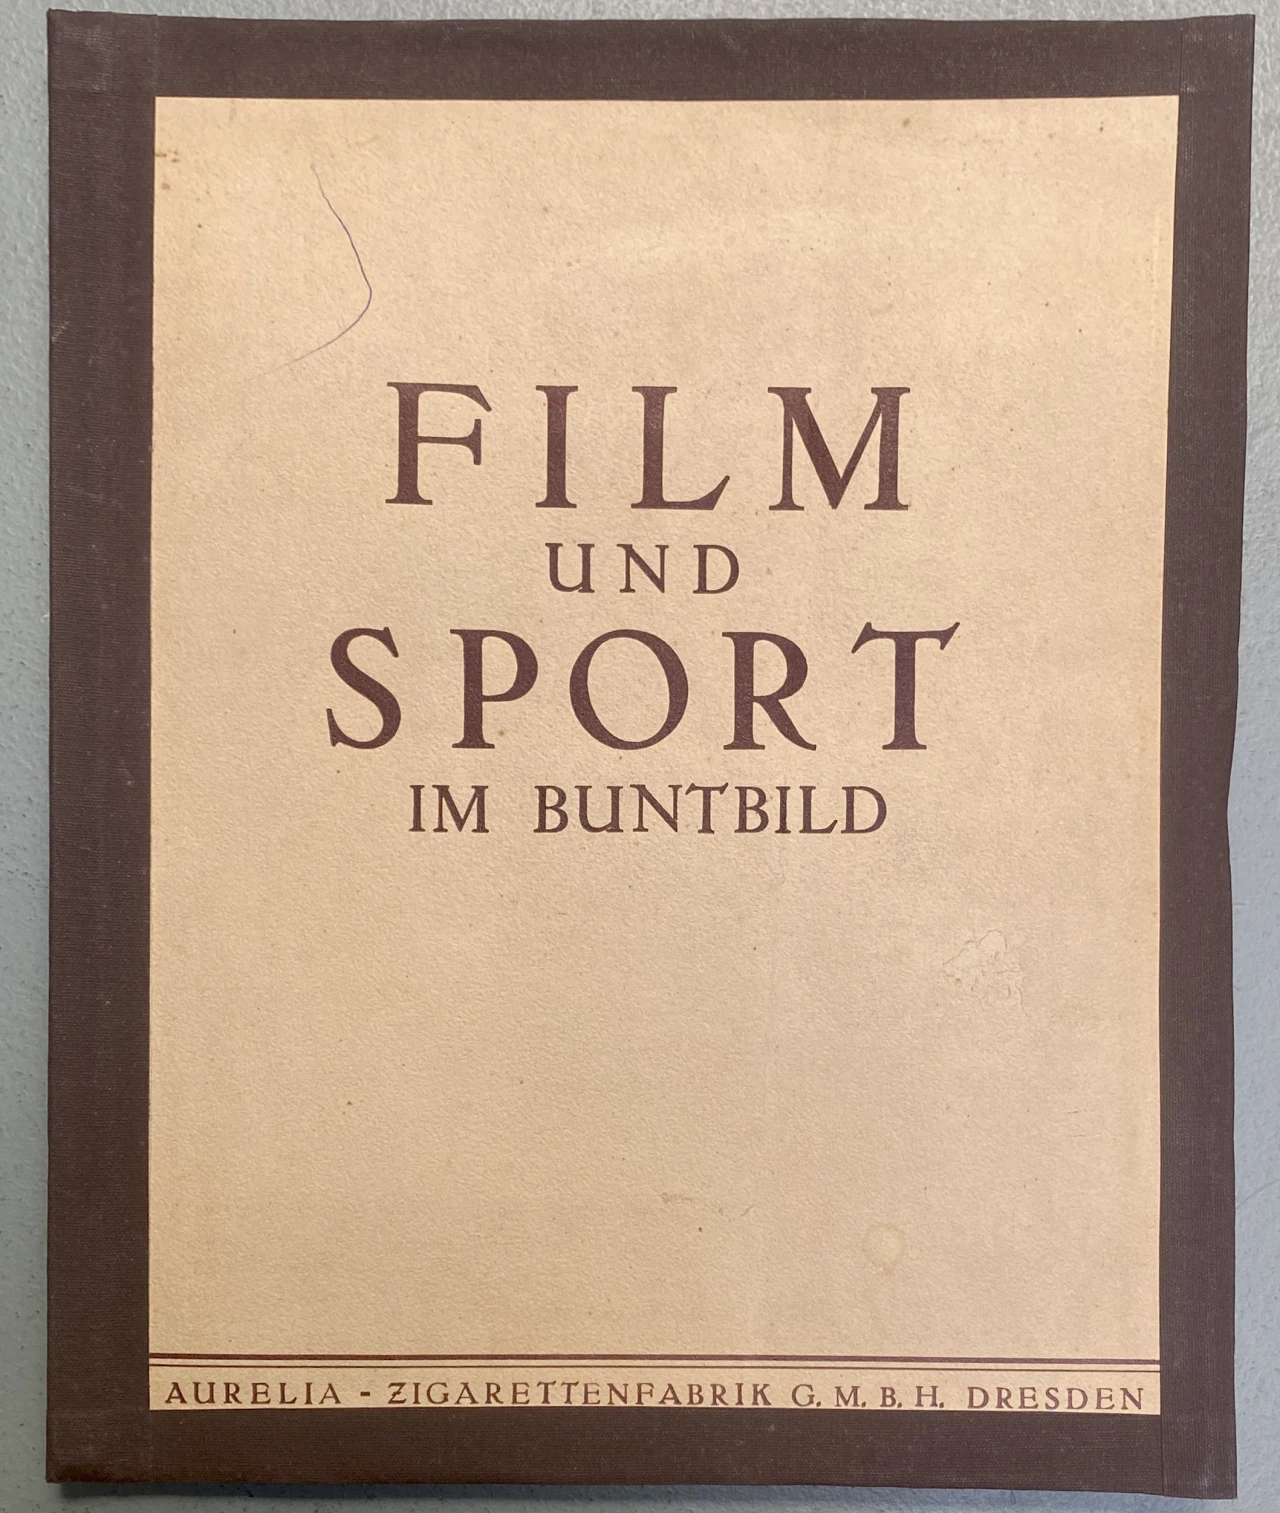 FILM
UND
SPORT
IM BUNTBILD
AURELIA - ZIGARETTENFABRIK G. M. B. H. DRESDEN